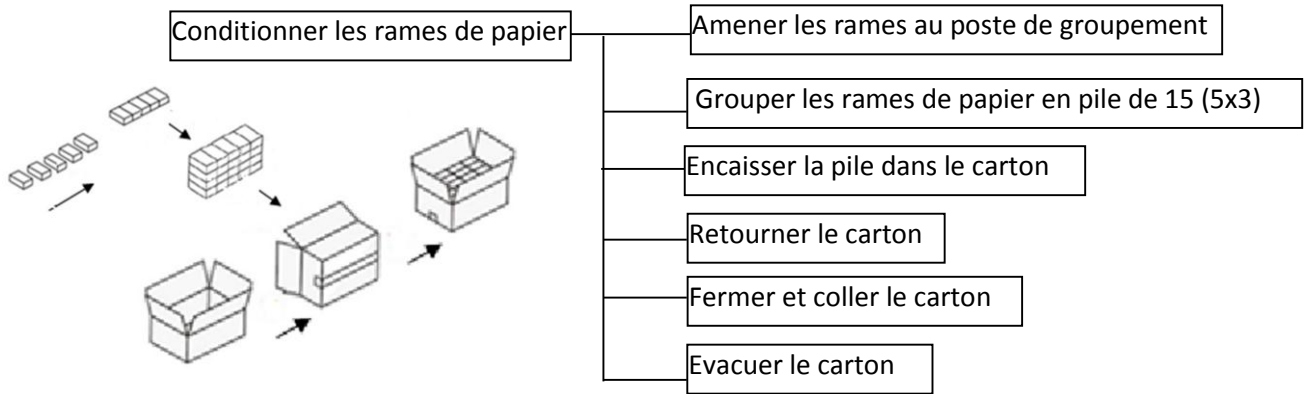 Conditionner les rames de papier
Amener les rames au poste de groupement
Grouper les rames de papier en pile de 15 (5x3)
Encaisser la pile dans le carton
Retourner le carton
Fermer et coller le carton
Evacuer le carton